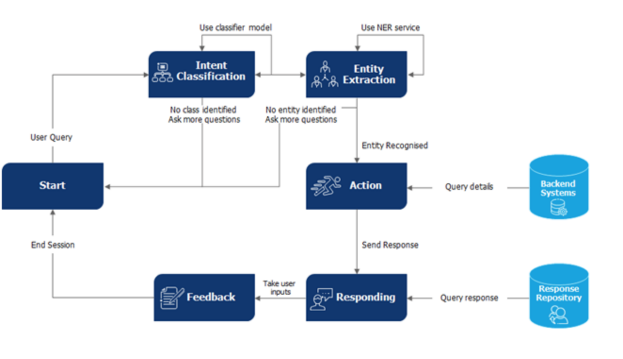 Use classifier model
Use NER service
Intent
Classification
Entity
Extraction
No class identified
Ask more questions
No entity identified
Ask more questions
User Query
Entity Recognised
Start
Action
Query details
Backend
Systems
End Session
Send Response
Feedback
Take user
inputs
Responding
Query response
Response
Repository